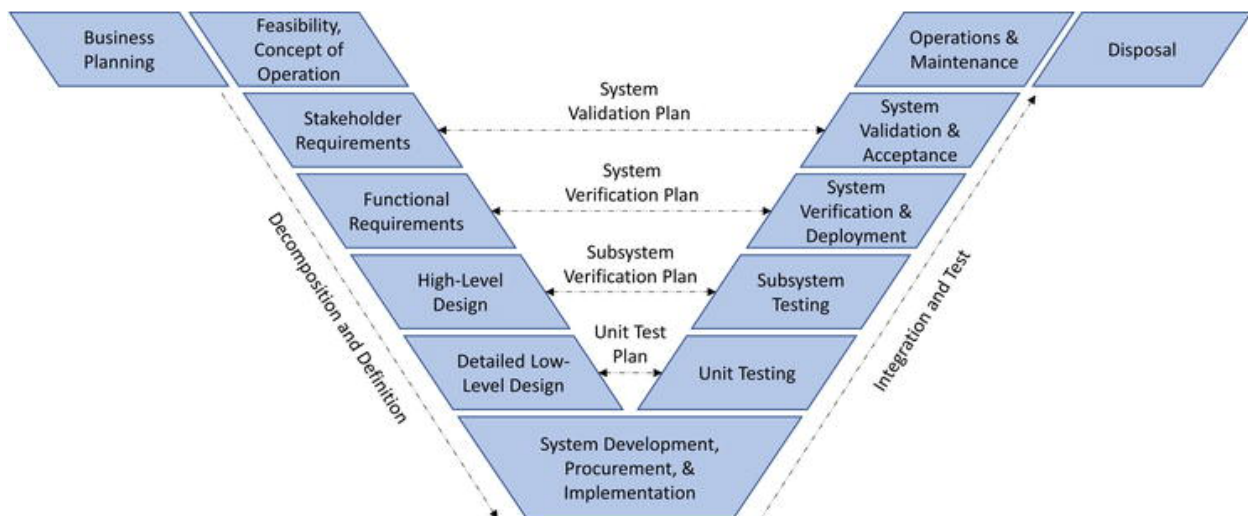 Business
Planning
Feasibility,
Concept of
Operation
Operations &
Maintenance
Disposal
Stakeholder
Requirements
System
Validation Plan
System
Validation &
Acceptance
Functional
Requirements
System
Verification Plan
System
Verification &
Deployment
High-Level
Design
Subsystem
Verification Plan
Subsystem
Testing
Detailed Low-
Level Design
Unit Test
Plan
Unit Testing
System Development,
Procurement, &
Implementation
Decomposition and Definition
Integration and Test